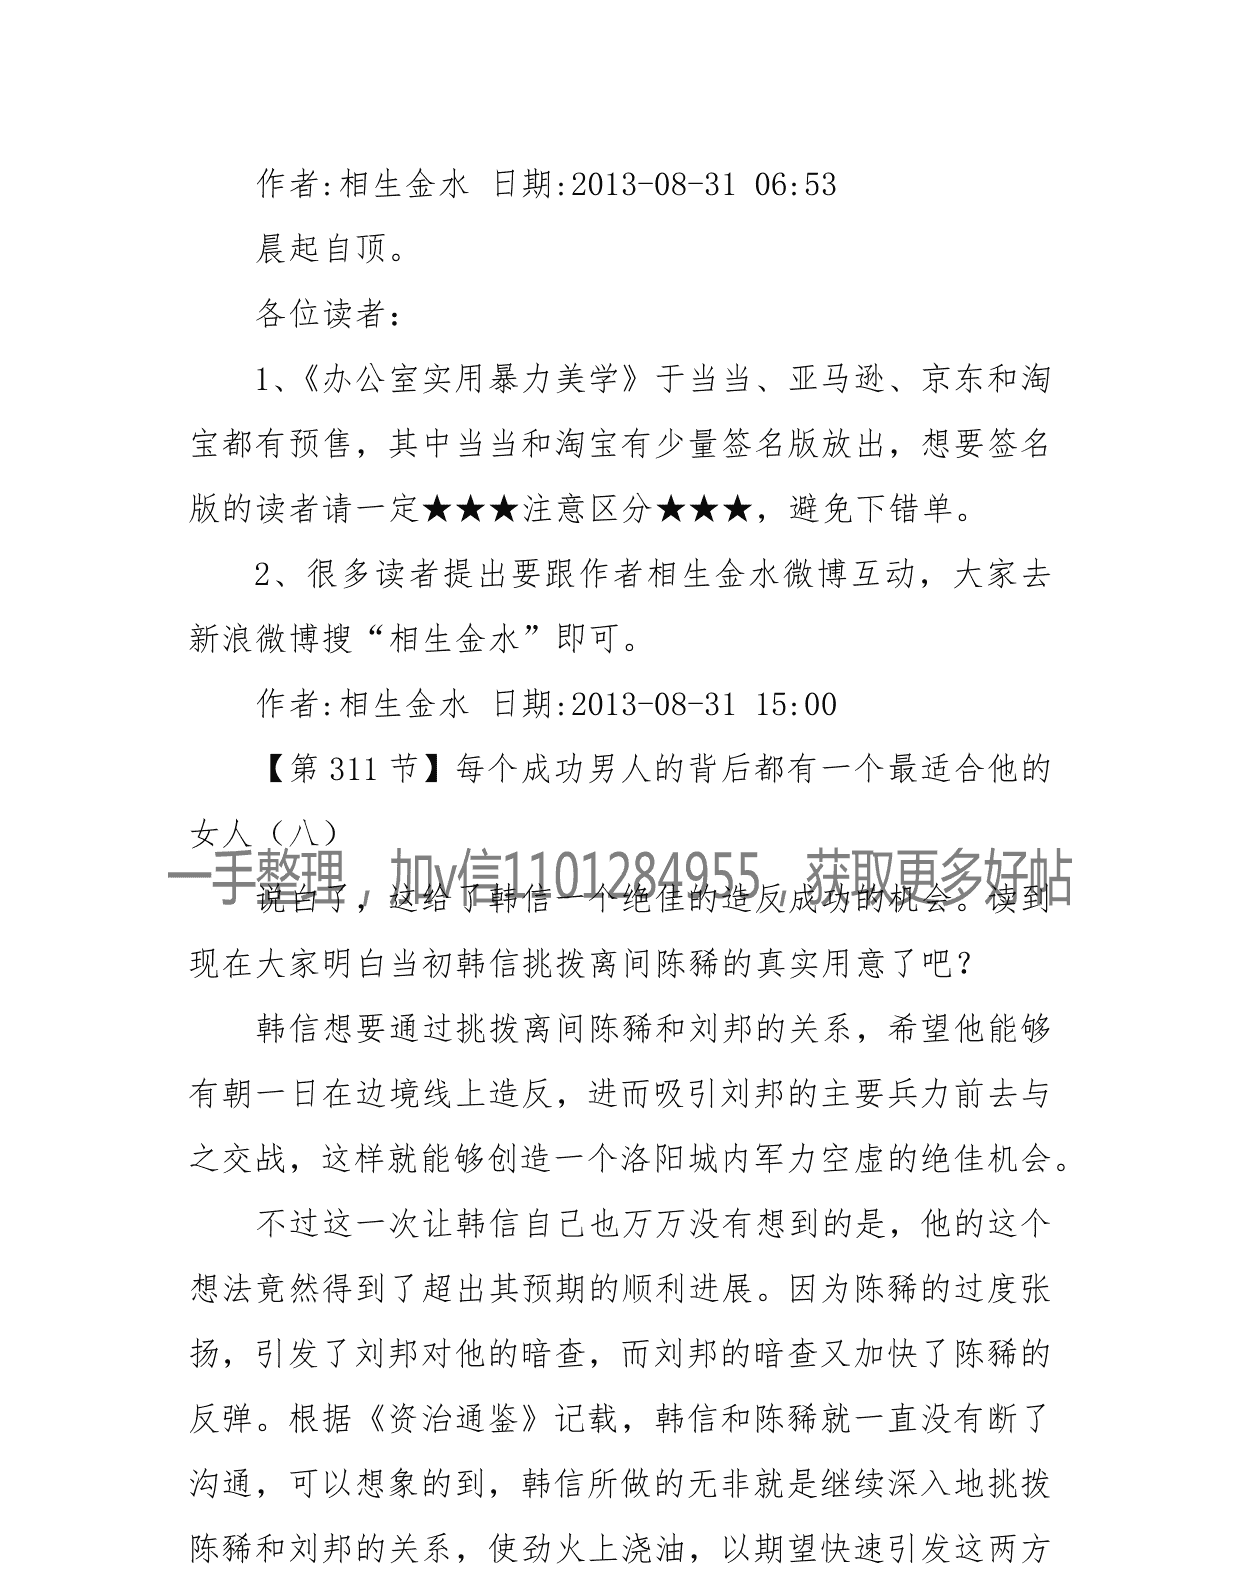 作者:相生金水 日期:2013-08-31 06:53
晨起自顶。
各位读者：
1、《办公室实用暴力美学》于当当、亚马逊、京东和淘
宝都有预售，其中当当和淘宝有少量签名版放出，想要签名
版的读者请一定★★★注意区分★★★，避免下错单。
2、很多读者提出要跟作者相生金水微博互动，大家去
新浪微博搜“相生金水”即可。
作者:相生金水 日期:2013-08-31 15:00
【第 311 节】每个成功男人的背后都有一个最适合他的
女人（八）
一手整理，加v信1101284955，获取更多好帖
说白了，这给了韩信一个绝佳的造反成功的机会。读到
现在大家明白当初韩信挑拨离间陈豨的真实用意了吧？
韩信想要通过挑拨离间陈豨和刘邦的关系，希望他能够
有朝一日在边境线上造反，进而吸引刘邦的主要兵力前去与
之交战，这样就能够创造一个洛阳城内军力空虚的绝佳机会。
不过这一次让韩信自己也万万没有想到的是，他的这个
想法竟然得到了超出其预期的顺利进展。因为陈豨的过度张
扬，引发了刘邦对他的暗查，而刘邦的暗查又加快了陈豨的
反弹。根据《资治通鉴》记载，韩信和陈豨就一直没有断了
沟通，可以想象的到，韩信所做的无非就是继续深入地挑拨
陈豨和刘邦的关系，使劲火上浇油，以期望快速引发这两方